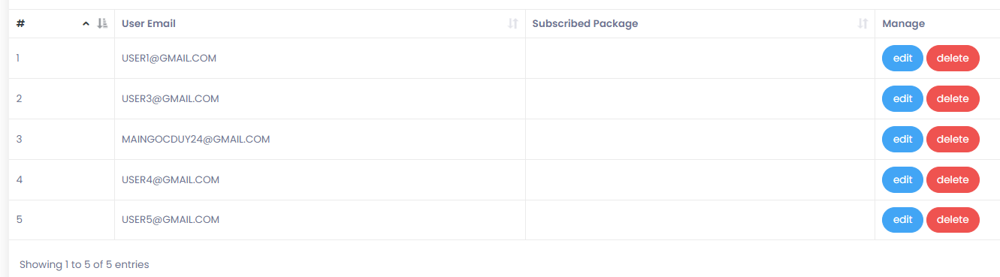 # User Email Subscribed Package Manage
1 USER1@GMAIL.COM edit delete
2 USER3@GMAIL.COM edit delete
3 MAINGOCDUY24@GMAIL.COM edit delete
4 USER4@GMAIL.COM edit delete
5 USER5@GMAIL.COM edit delete
Showing 1 to 5 of 5 entries